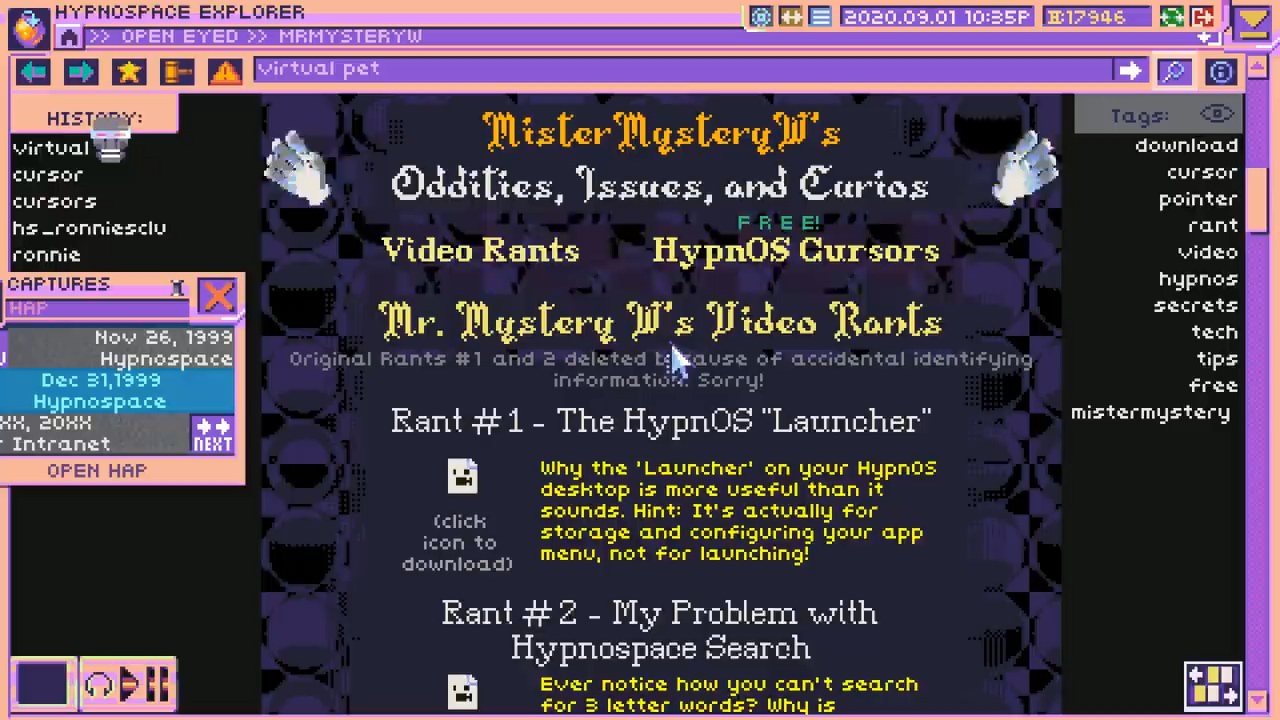 HYPNOSPACE EXPLORER
2020.09.01 10:35P
17946
>> OPEN EYED >> MRMYSTERYW
virtual pet
HISTORY:
virtual
cursor
cursors
hs_ronniesclu
ronnie
CAPTURES
HAP
Nov 26, 1999
Hypnospace
Dec 31,1999
Hypnospace
XX, 20XX
Intranet
NEXT
OPEN HAP
MisterMysteryW's
Oddities, Issues, and Curios
FREE!
Video Rants HypnOS Cursors
Mr. Mystery W's Video Rants
Original Rants #1 and 2 deleted because of accidental identifying
information. Sorry!
Rant #1 - The HypnOS "Launcher"
(click
icon to
download)
Why the 'Launcher' on your HypnOS
desktop is more useful than it
sounds. Hint: It's actually for
storage and configuring your app
menu, not for launching!
Rant #2 - My Problem with
Hypnospace Search
Ever notice how you can't search
for 3 letter words? Why is
Tags:
download
cursor
pointer
rant
video
hypnos
secrets
tech
tips
free
mistermystery